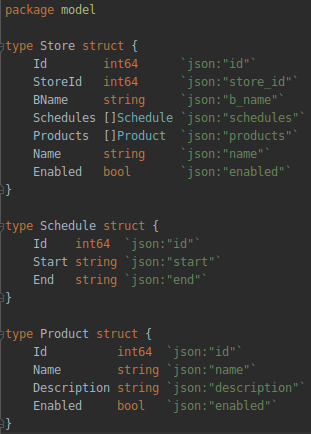 package model

type Store struct {
    Id        int64      `json:"id"`
    StoreId   int64      `json:"store_id"`
    BName     string     `json:"b_name"`
    Schedules []Schedule `json:"schedules"`
    Products  []Product  `json:"products"`
    Name      string     `json:"name"`
    Enabled   bool       `json:"enabled"`
}

type Schedule struct {
    Id    int64  `json:"id"`
    Start string `json:"start"`
    End   string `json:"end"`
}

type Product struct {
    Id          int64  `json:"id"`
    Name        string `json:"name"`
    Description string `json:"description"`
    Enabled     bool   `json:"enabled"`
}